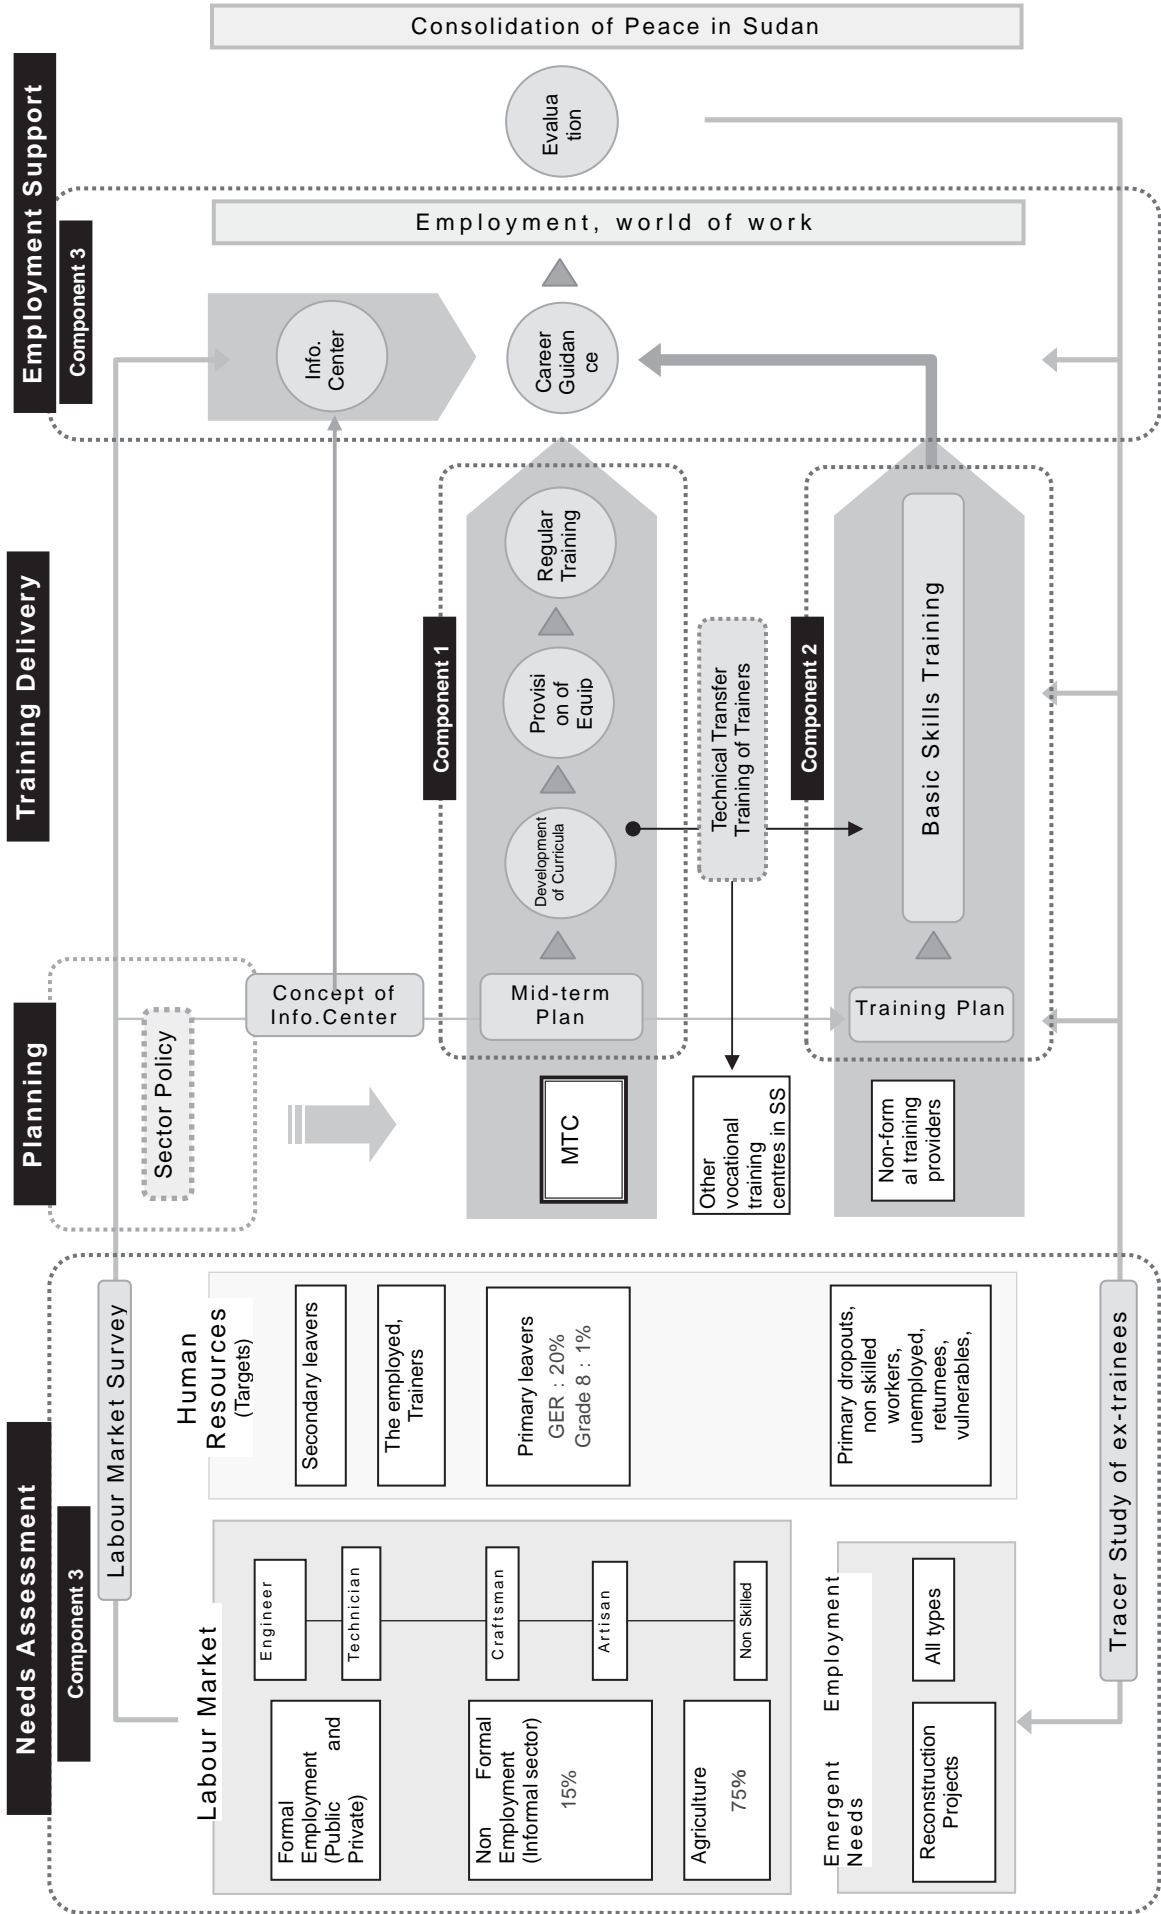 Needs Assessment
Component 3
Labour Market Survey
Labour Market
Formal
Employment
(Public and
Private)
Non Formal
Employment
(Informal sector)
15%
Agriculture
75%
Engineer
Technician
Craftsman
Artisan
Non Skilled
Emergent Employment
Needs
Reconstruction
Projects
All types
Tracer Study of ex-trainees
Human
Resources
(Targets)
Secondary leavers
The employed,
Trainers
Primary leavers
GER : 20%
Grade 8 : 1%
Primary dropouts,
non skilled
workers,
unemployed,
returnees,
vulnerables,
Planning
Sector Policy
Concept of
Info.Center
MTC
Mid-term
Plan
Other
vocational
training
centres in SS
Non-form
al training
providers
Training Plan
Training Delivery
Component 1
Development
of Curricula
Provisi
on of
Equip
Regular
Training
Technical Transfer
Training of Trainers
Component 2
Basic Skills Training
Employment Support
Component 3
Info.
Center
Career
Guidan
ce
Employment, world of work
Evalua
tion
Consolidation of Peace in Sudan